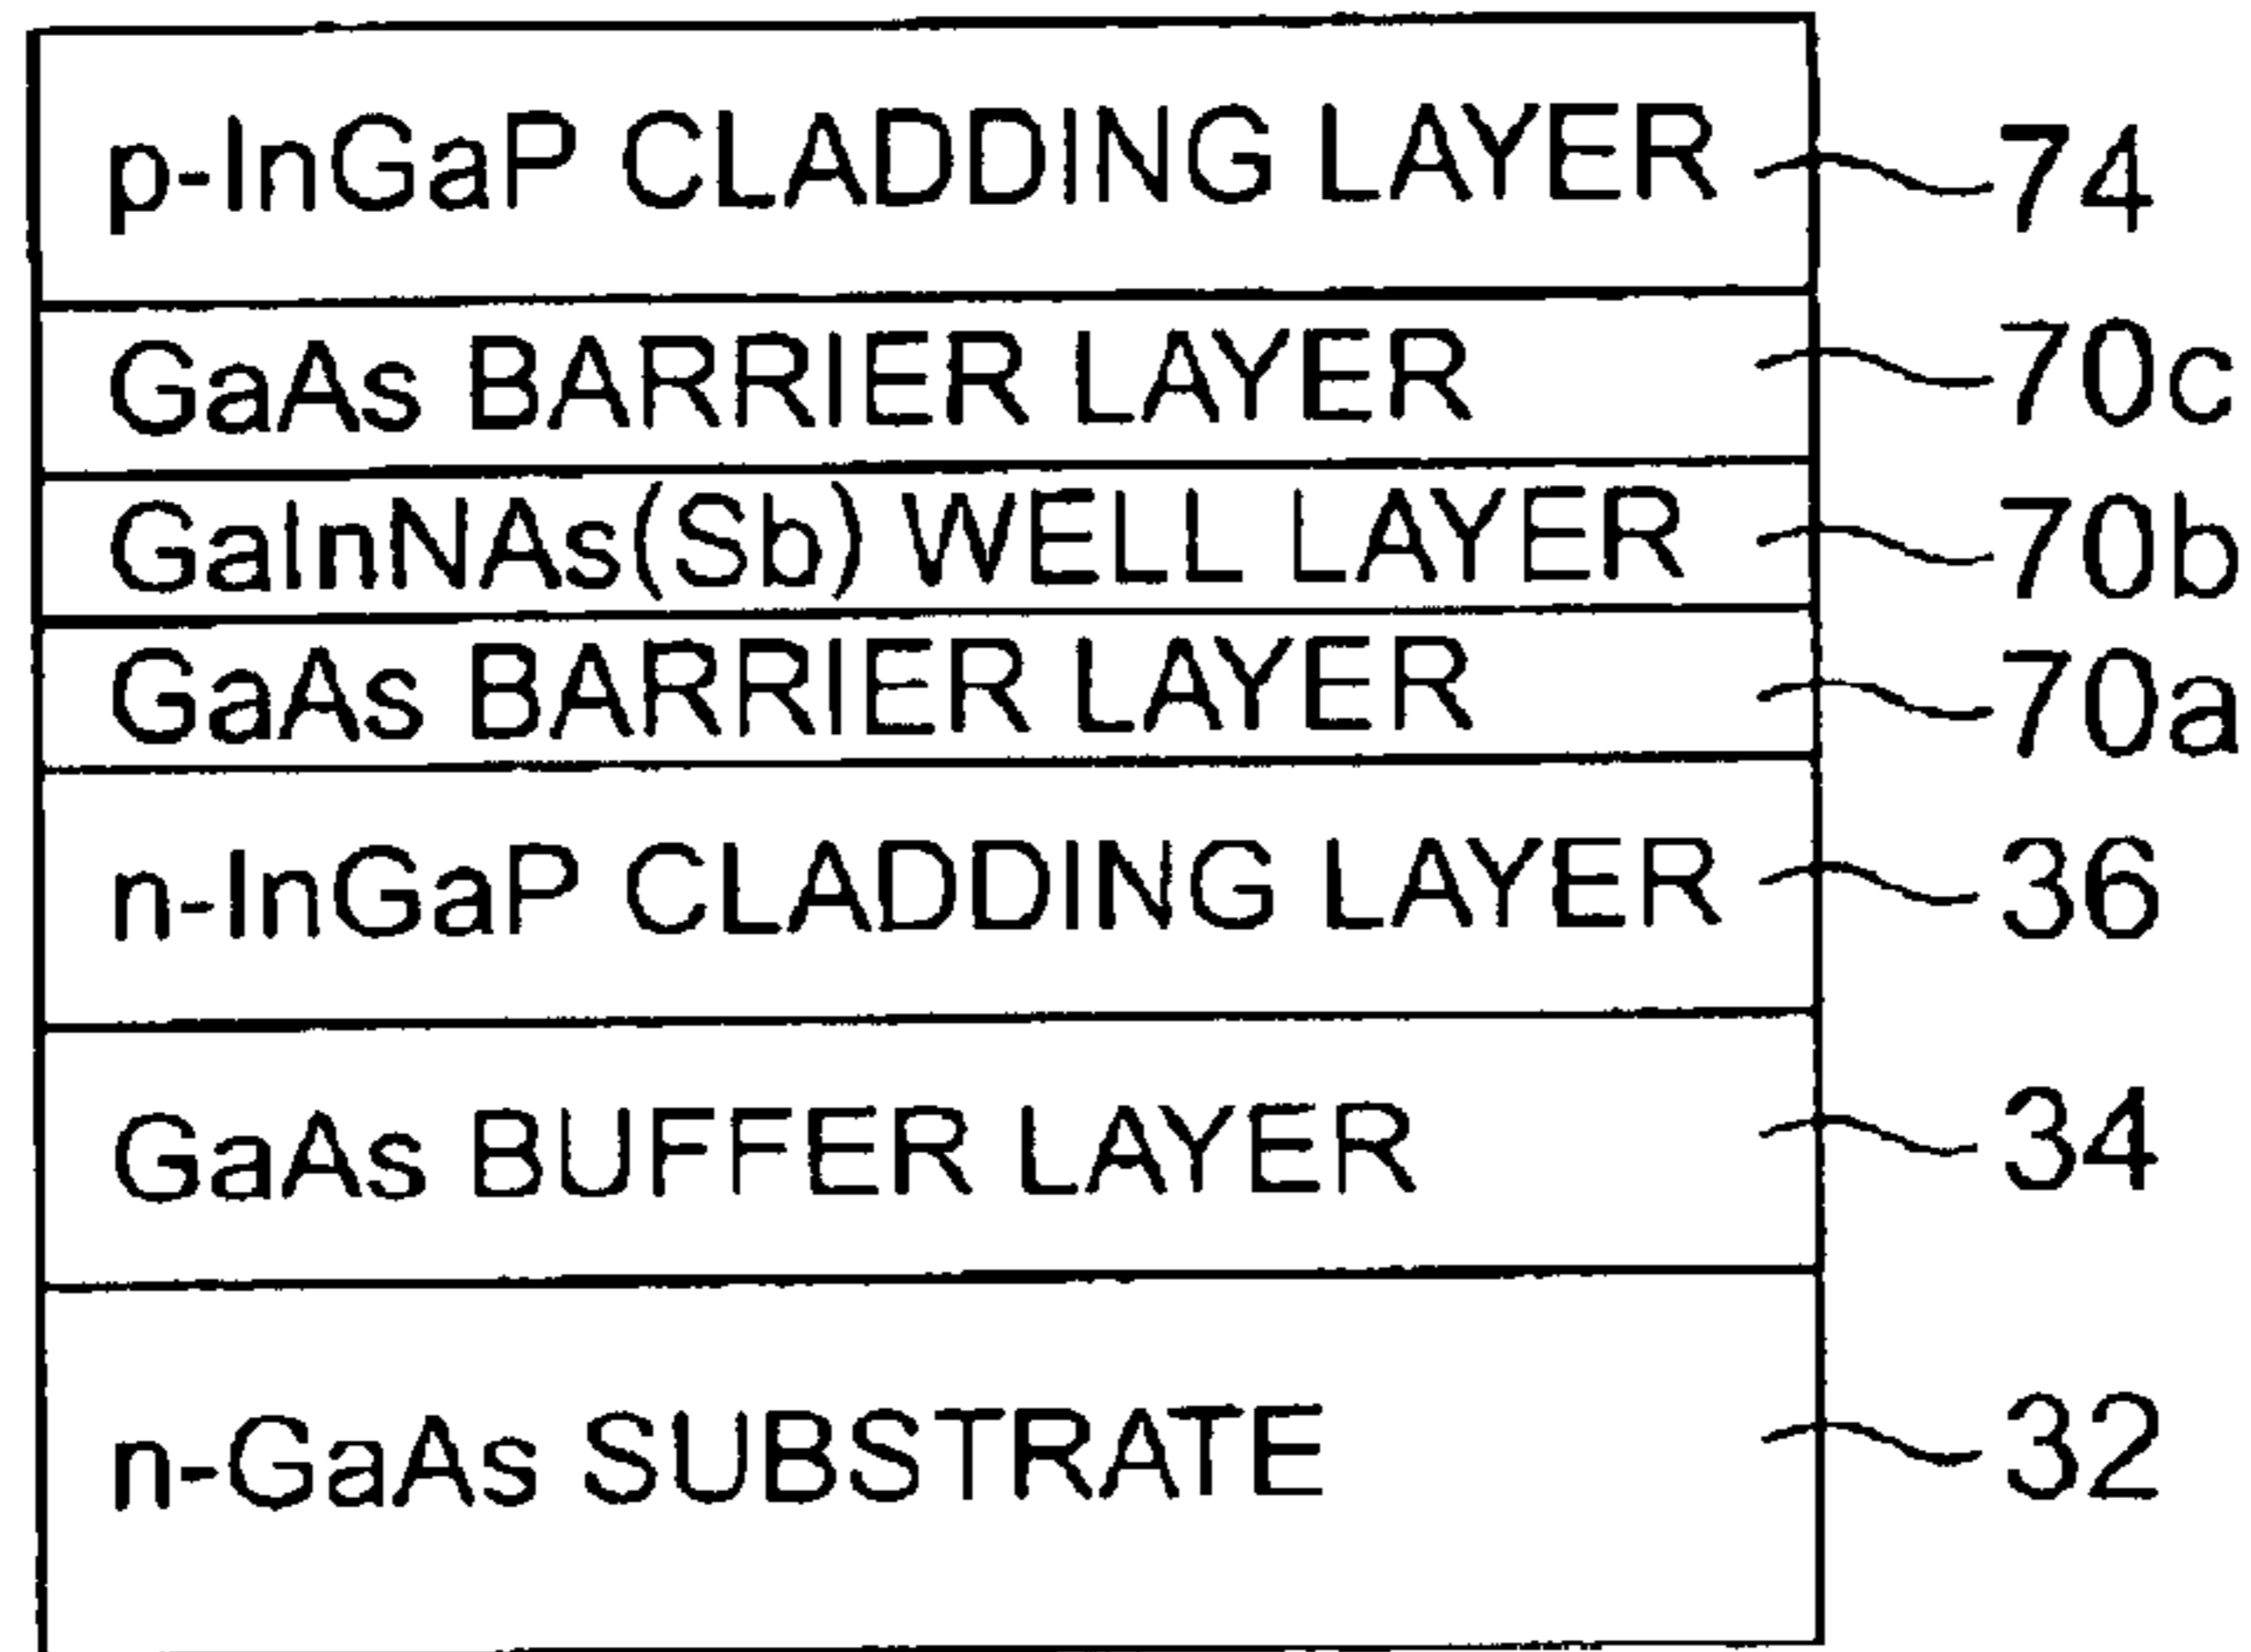 p-InGaP CLADDING LAYER 74
GaAs BARRIER LAYER 70c
GaInNAs(Sb) WELL LAYER 70b
GaAs BARRIER LAYER 70a
n-InGaP CLADDING LAYER 36
GaAs BUFFER LAYER 34
n-GaAs SUBSTRATE 32